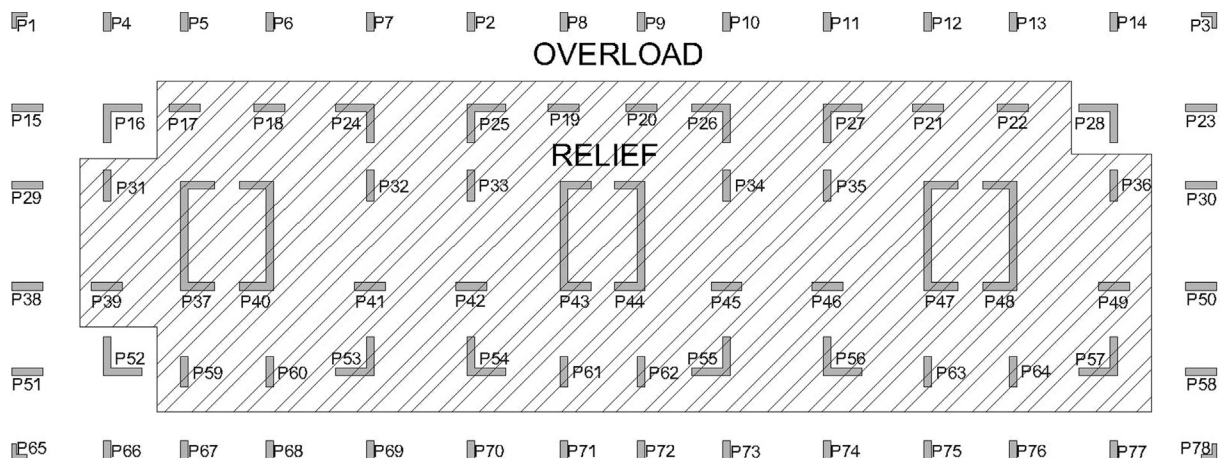 P1 P4 P5 P6 P7 P2 P8 P9 P10 P11 P12 P13 P14 P3
OVERLOAD
P15 P16 P17 P18 P24 P25 P19 P20 P26 P27 P21 P22 P28 P23
RELIEF
P29 P31 P32 P33 P34 P35 P36 P30
P38 P39 P37 P40 P41 P42 P43 P44 P45 P46 P47 P48 P49 P50
P51 P52 P59 P60 P53 P54 P61 P62 P55 P56 P63 P64 P57 P58
P65 P66 P67 P68 P69 P70 P71 P72 P73 P74 P75 P76 P77 P78